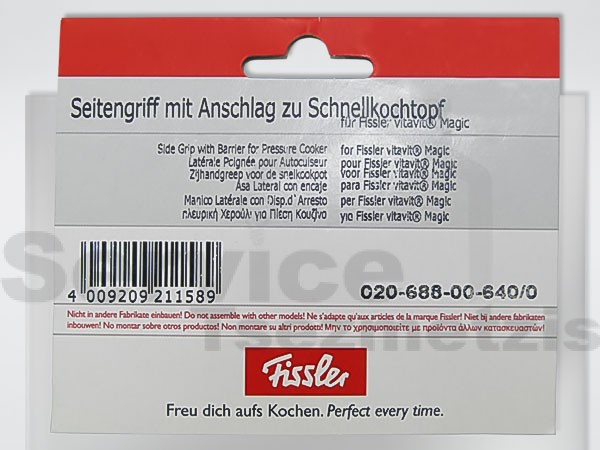 Seitengriff mit Anschlag zu Schnellkochtopf
für Fissler vitavit® Magic
Side Grip with Barrier for Pressure Cooker for Fissler vitavit® Magic
Latérale Poignée pour Autocuiseur pour Fissler vitavit® Magic
Zijhandgreep voor de snelkookpot voor Fissler vitavit® Magic
Asa Lateral con encaje para Fissler vitavit® Magic
Manico Latérale con Disp.d'Arresto per Fissler vitavit® Magic
πλευρική Χερούλι για Πίεση Κουζίνα για Fissler vitavit® Magic
Service
4 009209 211589
020-688-00-640/0
Nicht in andere Fabrikate einbauen! Do not assemble with other models! Ne s'adapte qu'aux articles de la marque Fissler! Niet bij andere fabrikaten
inbouwen! No montar sobre otros productos! Non montare su altri prodotti! Μην το χρησιμοποιείτε με προϊόντα άλλων κατασκευαστών!
Fissler
Freu dich aufs Kochen. Perfect every time.